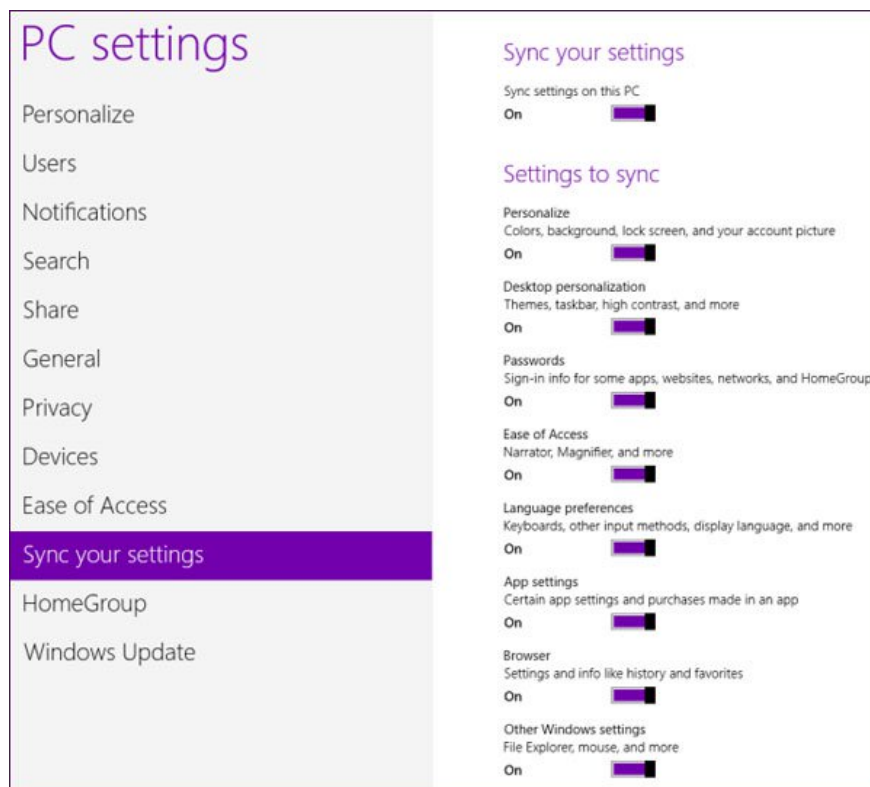 PC settings
Personalize
Users
Notifications
Search
Share
General
Privacy
Devices
Ease of Access
Sync your settings
HomeGroup
Windows Update
Sync your settings
Sync settings on this PC
On
Settings to sync
Personalize
Colors, background, lock screen, and your account picture
On
Desktop personalization
Themes, taskbar, high contrast, and more
On
Passwords
Sign-in info for some apps, websites, networks, and HomeGroup
On
Ease of Access
Narrator, Magnifier, and more
On
Language preferences
Keyboards, other input methods, display language, and more
On
App settings
Certain app settings and purchases made in an app
On
Browser
Settings and info like history and favorites
On
Other Windows settings
File Explorer, mouse, and more
On